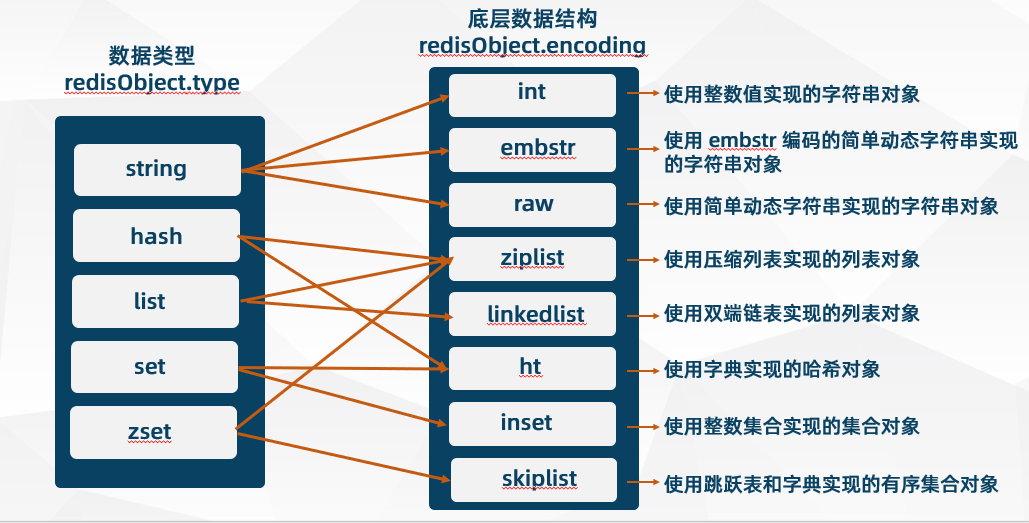 数据类型
redisObject.type
string
hash
list
set
zset
底层数据结构
redisObject.encoding
int
embstr
raw
ziplist
linkedlist
ht
inset
skiplist
使用整数值实现的字符串对象
使用 embstr 编码的简单动态字符串实现
的字符串对象
使用简单动态字符串实现的字符串对象
使用压缩列表实现的列表对象
使用双端链表实现的列表对象
使用字典实现的哈希对象
使用整数集合实现的集合对象
使用跳跃表和字典实现的有序集合对象